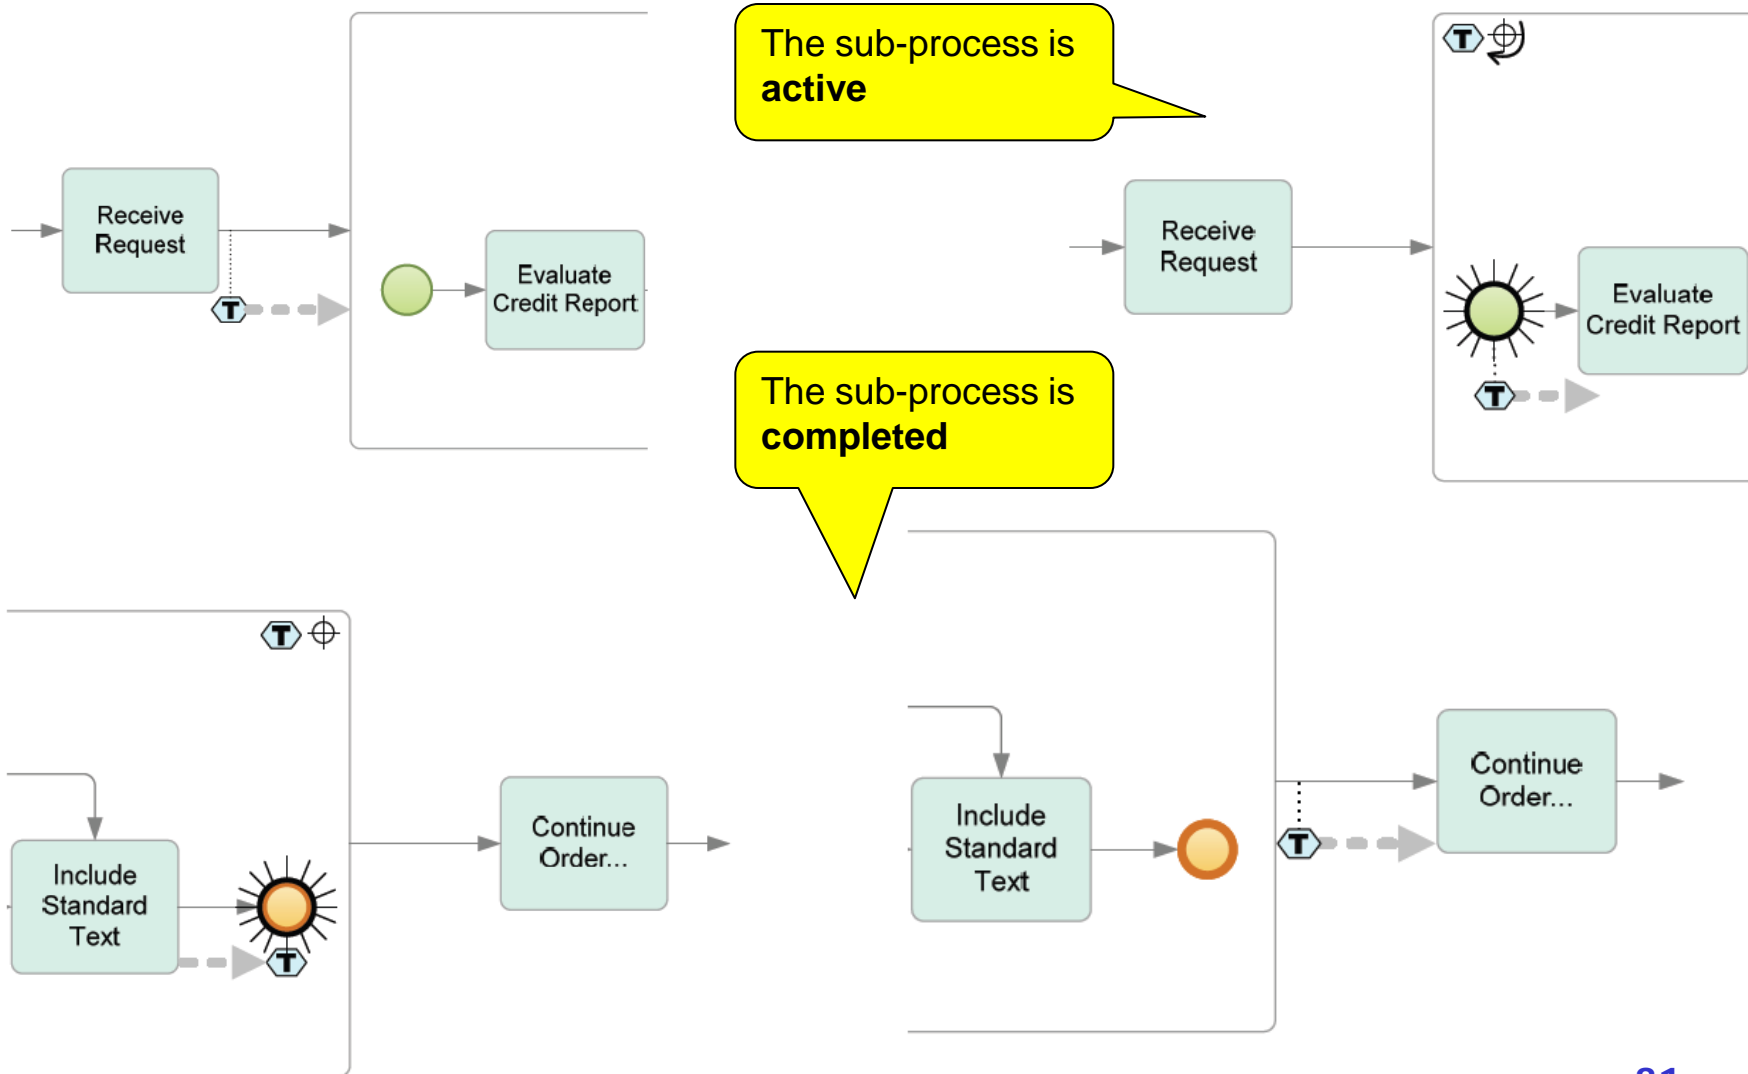 The sub-process is
active
T
Receive
Request
T
Evaluate
Credit Report
Receive
Request
Evaluate
Credit Report
T
The sub-process is
completed
T
Include
Standard
Text
T
Continue
Order...
Include
Standard
Text
T
Continue
Order...